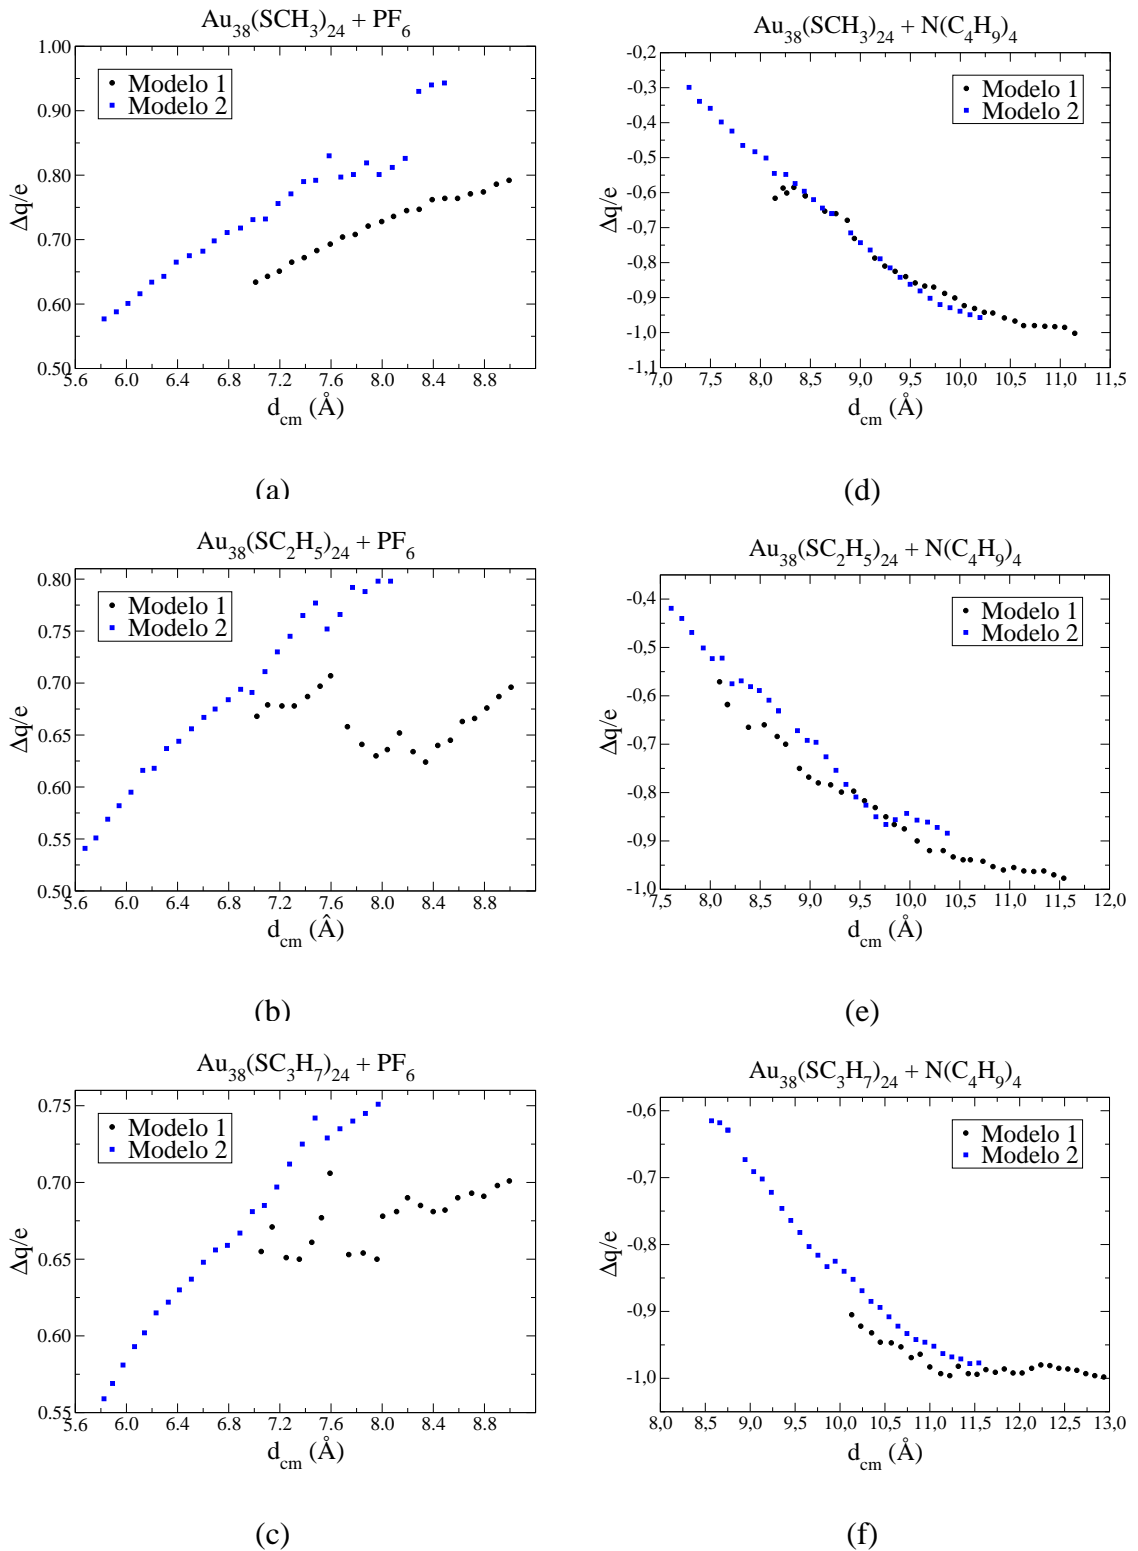 Au38(SCH3)24 + PF6
1.00
0.90
0.80
0.70
0.60
0.50
Δq/e
Modelo 1
Modelo 2
5.6 6.0 6.4 6.8 7.2 7.6 8.0 8.4 8.8
dcm (Å)
(a)
Au38(SCH3)24 + N(C4H9)4
-0,2
-0,3
-0,4
-0,5
-0,6
-0,7
-0,8
-0,9
-1,0
-1,1
Δq/e
Modelo 1
Modelo 2
7,0 7,5 8,0 8,5 9,0 9,5 10,0 10,5 11,0 11,5
dcm (Å)
(d)
Au38(SC2H5)24 + PF6
0.80
0.75
0.70
0.65
0.60
0.55
0.50
Δq/e
Modelo 1
Modelo 2
5.6 6.0 6.4 6.8 7.2 7.6 8.0 8.4 8.8
dcm (Â)
(b)
Au38(SC2H5)24 + N(C4H9)4
-0,4
-0,5
-0,6
-0,7
-0,8
-0,9
-1,0
Δq/e
Modelo 1
Modelo 2
7,5 8,0 8,5 9,0 9,5 10,0 10,5 11,0 11,5 12,0
dcm (Å)
(e)
Au38(SC3H7)24 + PF6
0.75
0.70
0.65
0.60
0.55
Δq/e
Modelo 1
Modelo 2
5.6 6.0 6.4 6.8 7.2 7.6 8.0 8.4 8.8
dcm (Å)
(c)
Au38(SC3H7)24 + N(C4H9)4
-0,6
-0,7
-0,8
-0,9
-1,0
Δq/e
Modelo 1
Modelo 2
8,0 8,5 9,0 9,5 10,0 10,5 11,0 11,5 12,0 12,5 13,0
dcm (Å)
(f)